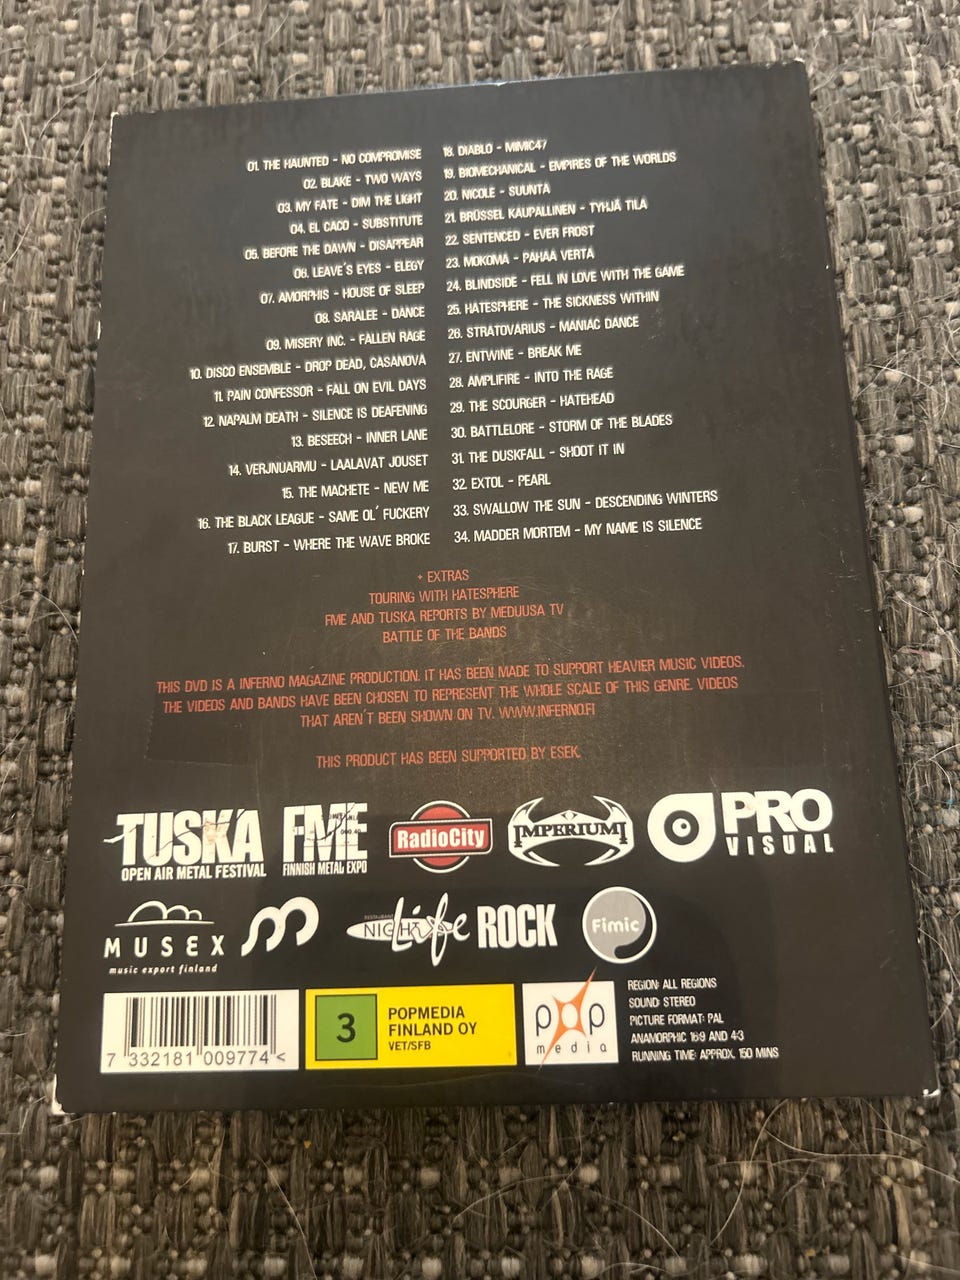 01. THE HAUNTED - NO COMPROMISE
02. BLAKE - TWO WAYS
03. MY FATE - DIM THE LIGHT
04. EL CACO - SUBSTITUTE
05. BEFORE THE DAWN - DISAPPEAR
06. LEAVE'S EYES - ELEGY
07. AMORPHIS - HOUSE OF SLEEP
08. SARALEE - DANCE
09. MISERY INC. - FALLEN RAGE
10. DISCO ENSEMBLE - DROP DEAD, CASANOVA
11. PAIN CONFESSOR - FALL ON EVIL DAYS
12. NAPALM DEATH - SILENCE IS DEAFENING
13. BESEECH - INNER LANE
14. VERJNUARMU - LAALAVAT JOUSET
15. THE MACHETE - NEW ME
16. THE BLACK LEAGUE - SAME OL' FUCKERY
17. BURST - WHERE THE WAVE BROKE
18. DIABLO - MIMIC47
19. BIOMECHANICAL - EMPIRES OF THE WORLDS
20. NICOLE - SUUNTA
21. BRÜSSEL KAUPALLINEN - TYHJÄ TILA
22. SENTENCED - EVER FROST
23. MOKOMA - PAHAA VERTA
24. BLINDSIDE - FELL IN LOVE WITH THE GAME
25. HATESPHERE - THE SICKNESS WITHIN
26. STRATOVARIUS - MANIAC DANCE
27. ENTWINE - BREAK ME
28. AMPLIFIRE - INTO THE RAGE
29. THE SCOURGER - HATEHEAD
30. BATTLELORE - STORM OF THE BLADES
31. THE DUSKFALL - SHOOT IT IN
32. EXTOL - PEARL
33. SWALLOW THE SUN - DESCENDING WINTERS
34. MADDER MORTEM - MY NAME IS SILENCE
+ EXTRAS
TOURING WITH HATESPHERE
FME AND TUSKA REPORTS BY MEDUUSA TV
BATTLE OF THE BANDS
THIS DVD IS A INFERNO MAGAZINE PRODUCTION. IT HAS BEEN MADE TO SUPPORT HEAVIER MUSIC VIDEOS.
THE VIDEOS AND BANDS HAVE BEEN CHOSEN TO REPRESENT THE WHOLE SCALE OF THIS GENRE. VIDEOS
THAT AREN'T BEEN SHOWN ON TV. WWW.INFERNO.FI
THIS PRODUCT HAS BEEN SUPPORTED BY ESEK.
TUSKA
OPEN AIR METAL FESTIVAL
FME
FINNISH METAL EXPO
RadioCity
IMPERIUMI
PRO
VISUAL
MUSEX
music export finland
RESTAURANT
NIGHT Life ROCK
Fimic
7 332181 009774 <
3
POPMEDIA
FINLAND OY
VET/SFB
pop
media
REGION: ALL REGIONS
SOUND: STEREO
PICTURE FORMAT: PAL
ANAMORPHIC 16:9 AND 4:3
RUNNING TIME: APPROX. 150 MINS